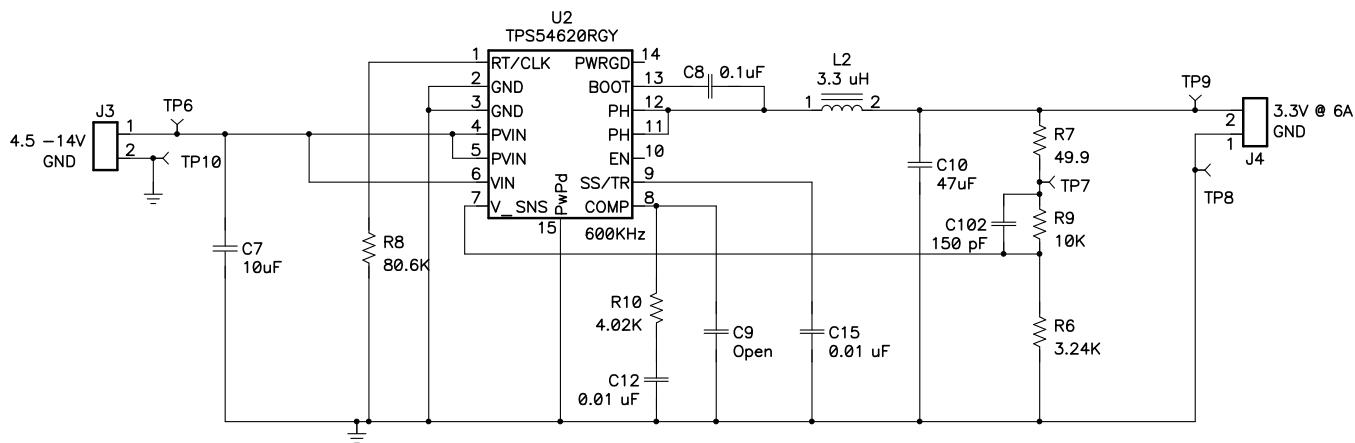 U2
TPS54620RGY
1 RT/CLK
2 GND
3 GND
4 PVIN
5 PVIN
6 VIN
7 V_SNS
PWRGD 14
BOOT 13
PH 12
PH 11
EN 10
SS/TR 9
COMP 8
PwPd
15
600KHz
J3
4.5 -14V
GND
1
2
TP6
TP10
C7
10uF
R8
80.6K
C8 0.1uF
L2
3.3 uH
1 2
TP9
3.3V @ 6A
2 GND
1
J4
TP8
R7
49.9
TP7
C10
47uF
C102
150 pF
R9
10K
R10
4.02K
C9
Open
C15
0.01 uF
R6
3.24K
C12
0.01 uF